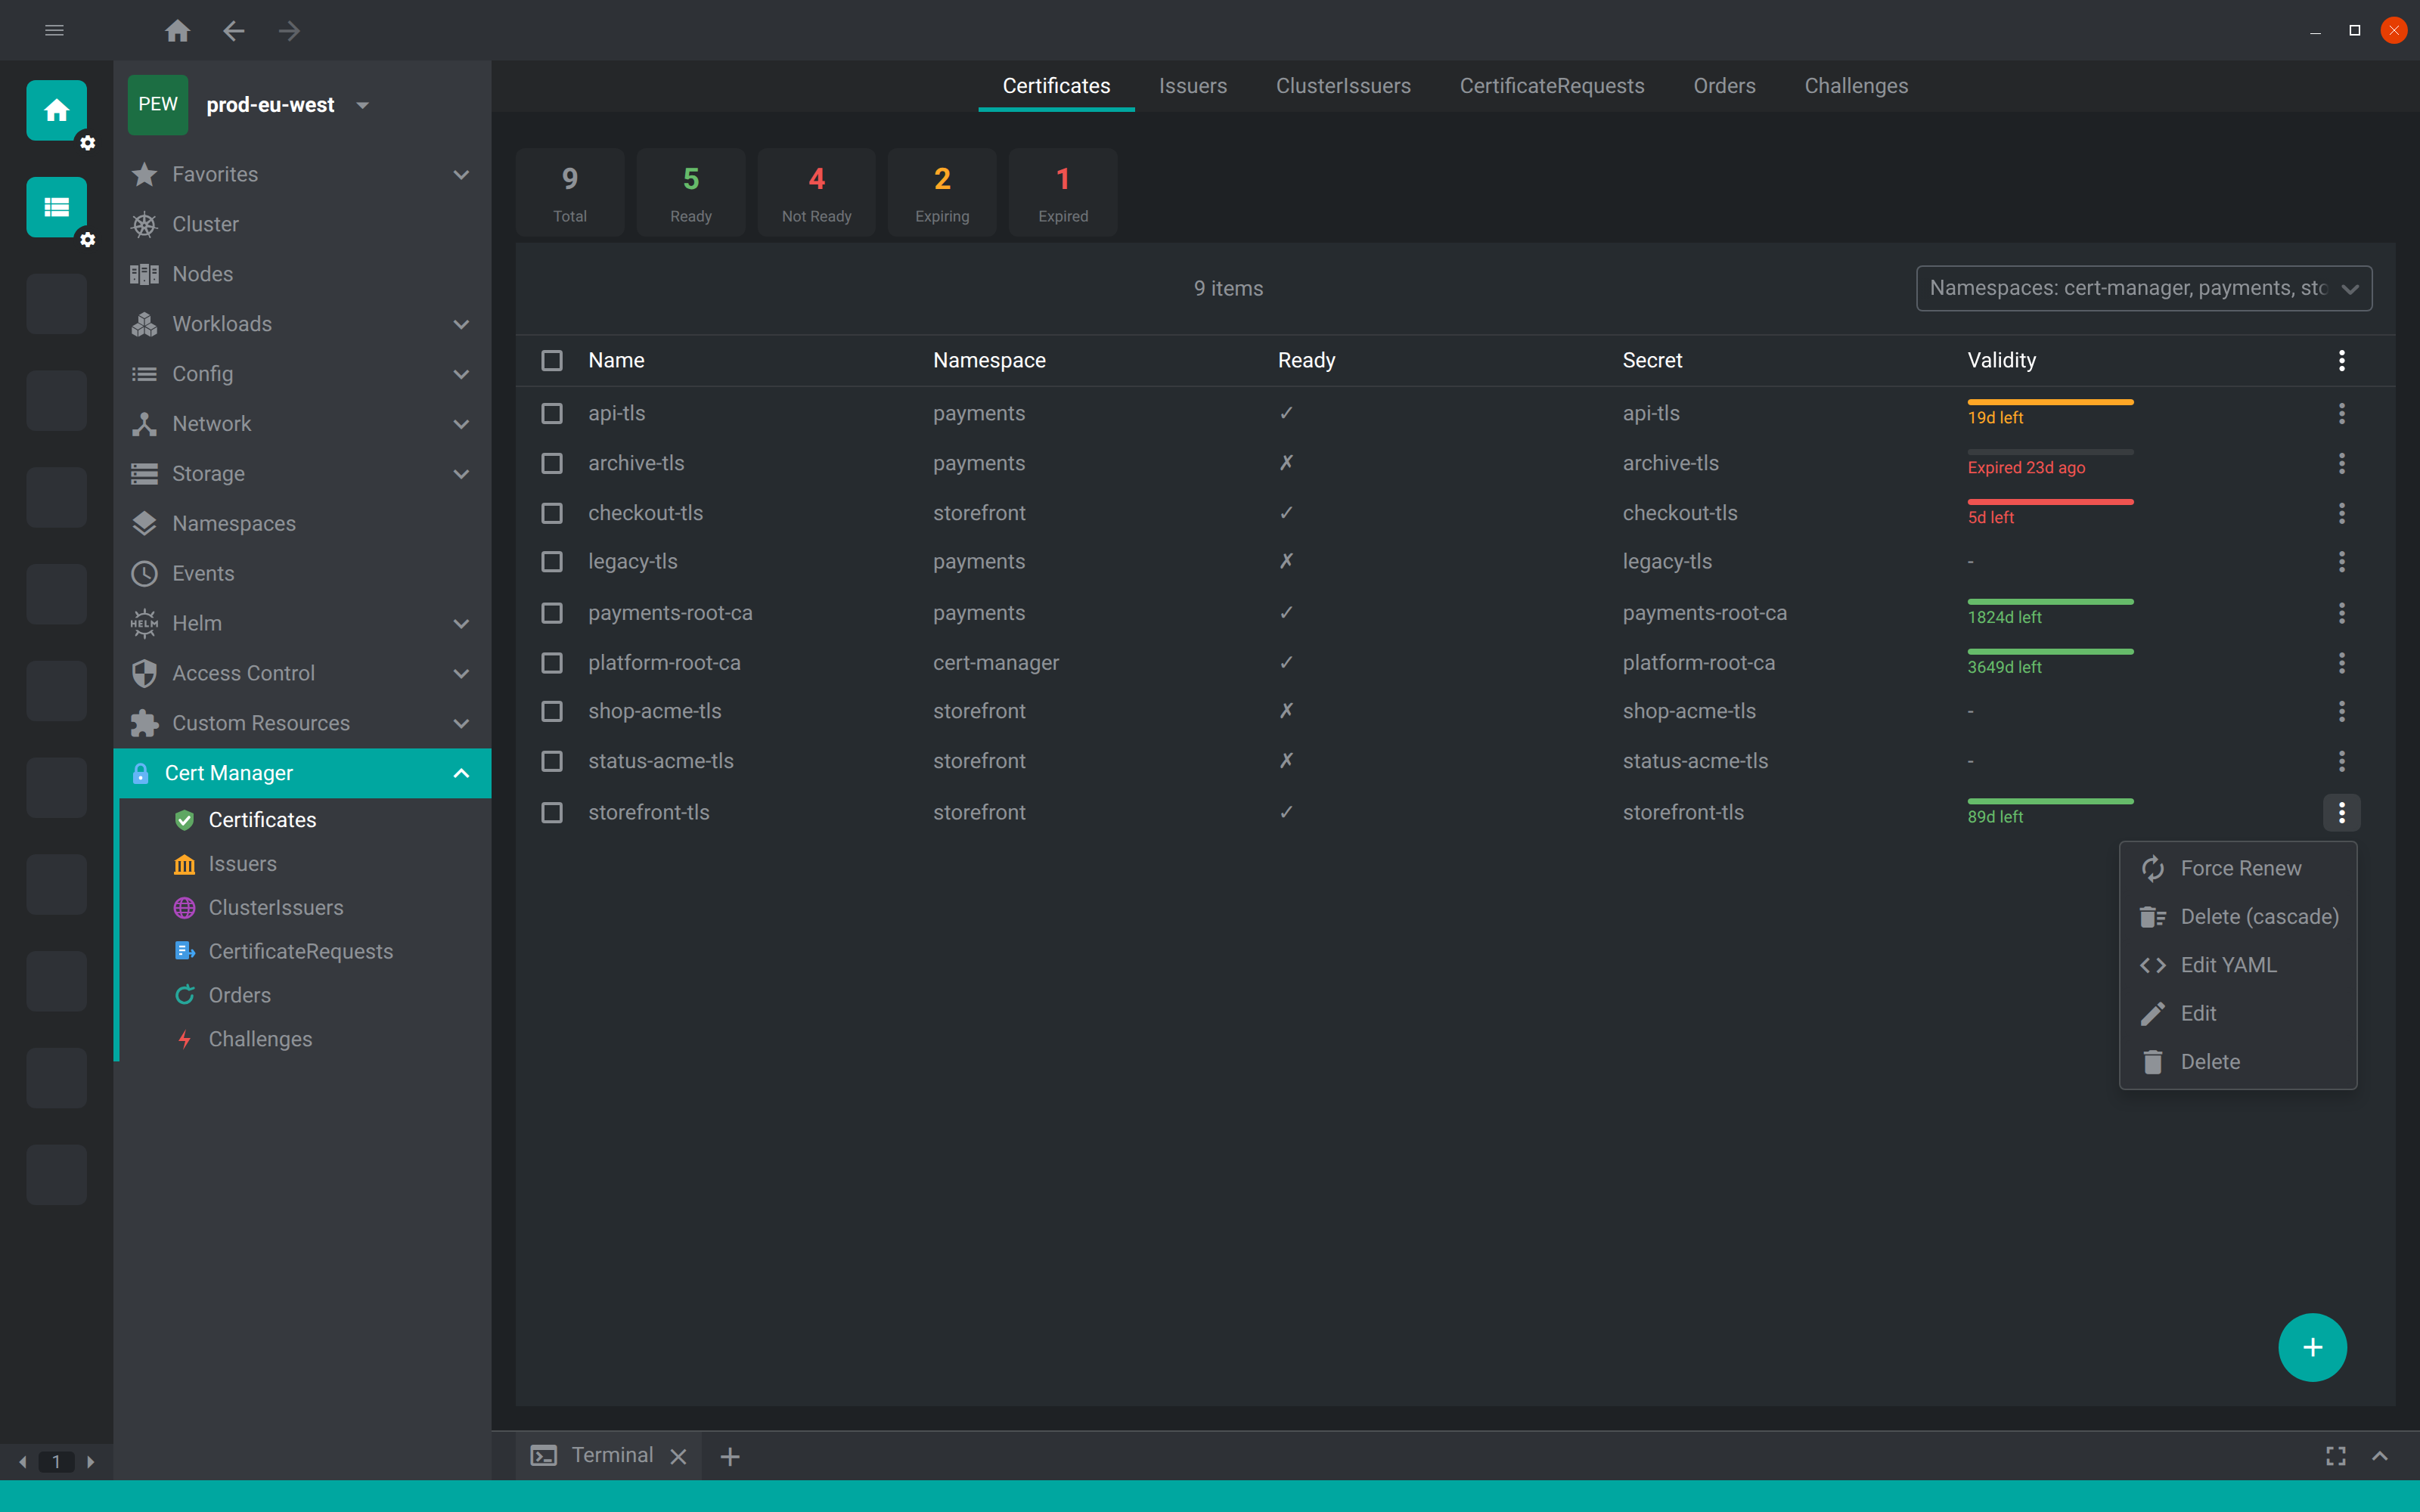 PEW
prod-eu-west
Favorites
Cluster
Nodes
Workloads
Config
Network
Storage
Namespaces
Events
HELM
Helm
Access Control
Custom Resources
Cert Manager
Certificates
Issuers
ClusterIssuers
CertificateRequests
Orders
Challenges
1
Certificates Issuers ClusterIssuers CertificateRequests Orders Challenges
9 5 4 2 1
Total Ready Not Ready Expiring Expired
9 items
Namespaces: cert-manager, payments, sto
Name Namespace Ready Secret Validity
api-tls payments ✓ api-tls 19d left
archive-tls payments ✗ archive-tls Expired 23d ago
checkout-tls storefront ✓ checkout-tls 5d left
legacy-tls payments ✗ legacy-tls -
payments-root-ca payments ✓ payments-root-ca 1824d left
platform-root-ca cert-manager ✓ platform-root-ca 3649d left
shop-acme-tls storefront ✗ shop-acme-tls -
status-acme-tls storefront ✗ status-acme-tls -
storefront-tls storefront ✓ storefront-tls 89d left
Force Renew
Delete (cascade)
Edit YAML
Edit
Delete
Terminal